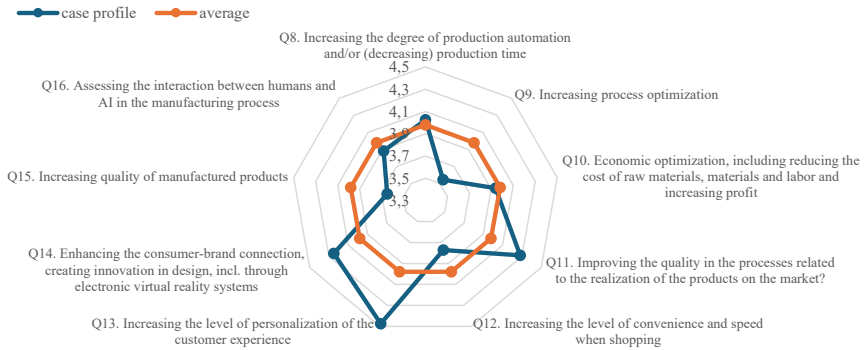 case profile
average
Q8. Increasing the degree of production automation
and/or (decreasing) production time
Q16. Assessing the interaction between humans and
AI in the manufacturing process
Q9. Increasing process optimization
4,5
4,3
4,1
3,9
3,7
3,5
3,3
Q15. Increasing quality of manufactured products
Q10. Economic optimization, including reducing the
cost of raw materials, materials and labor and
increasing profit
Q14. Enhancing the consumer-brand connection,
creating innovation in design, incl. through
electronic virtual reality systems
Q11. Improving the quality in the processes related
to the realization of the products on the market?
Q13. Increasing the level of personalization of the
customer experience
Q12. Increasing the level of convenience and speed
when shopping